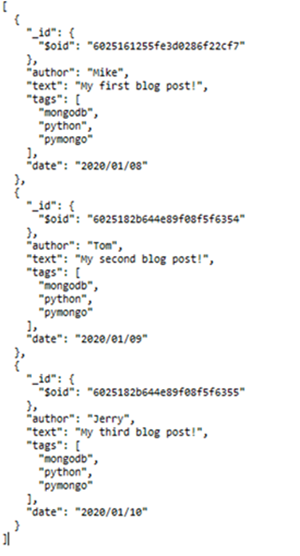 [
  {
    "_id": {
      "$oid": "6025161255fe3d0286f22cf7"
    },
    "author": "Mike",
    "text": "My first blog post!",
    "tags": [
      "mongodb",
      "python",
      "pymongo"
    ],
    "date": "2020/01/08"
  },
  {
    "_id": {
      "$oid": "6025182b644e89f08f5f6354"
    },
    "author": "Tom",
    "text": "My second blog post!",
    "tags": [
      "mongodb",
      "python",
      "pymongo"
    ],
    "date": "2020/01/09"
  },
  {
    "_id": {
      "$oid": "6025182b644e89f08f5f6355"
    },
    "author": "Jerry",
    "text": "My third blog post!",
    "tags": [
      "mongodb",
      "python",
      "pymongo"
    ],
    "date": "2020/01/10"
  }
]